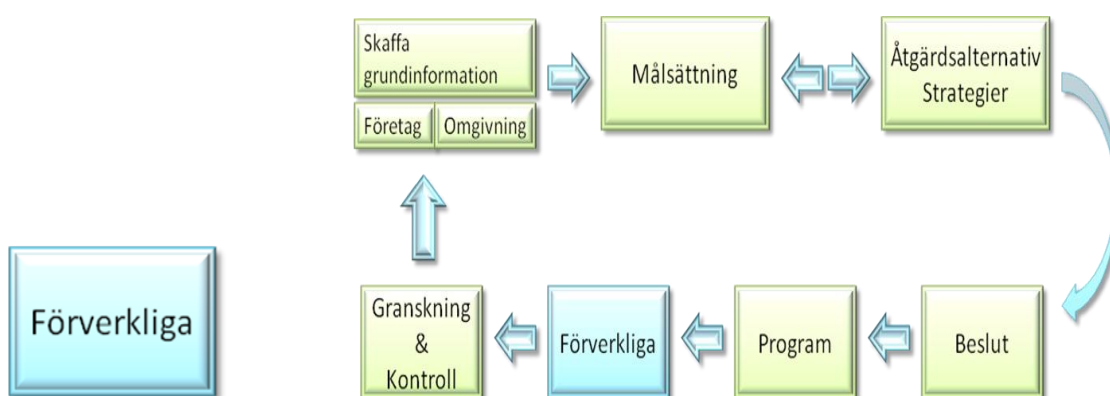 Skaffa
grundinformation
Företag
Omgivning
Målsättning
Åtgärdsalternativ
Strategier
Förverkliga
Granskning
&
Kontroll
Förverkliga
Program
Beslut